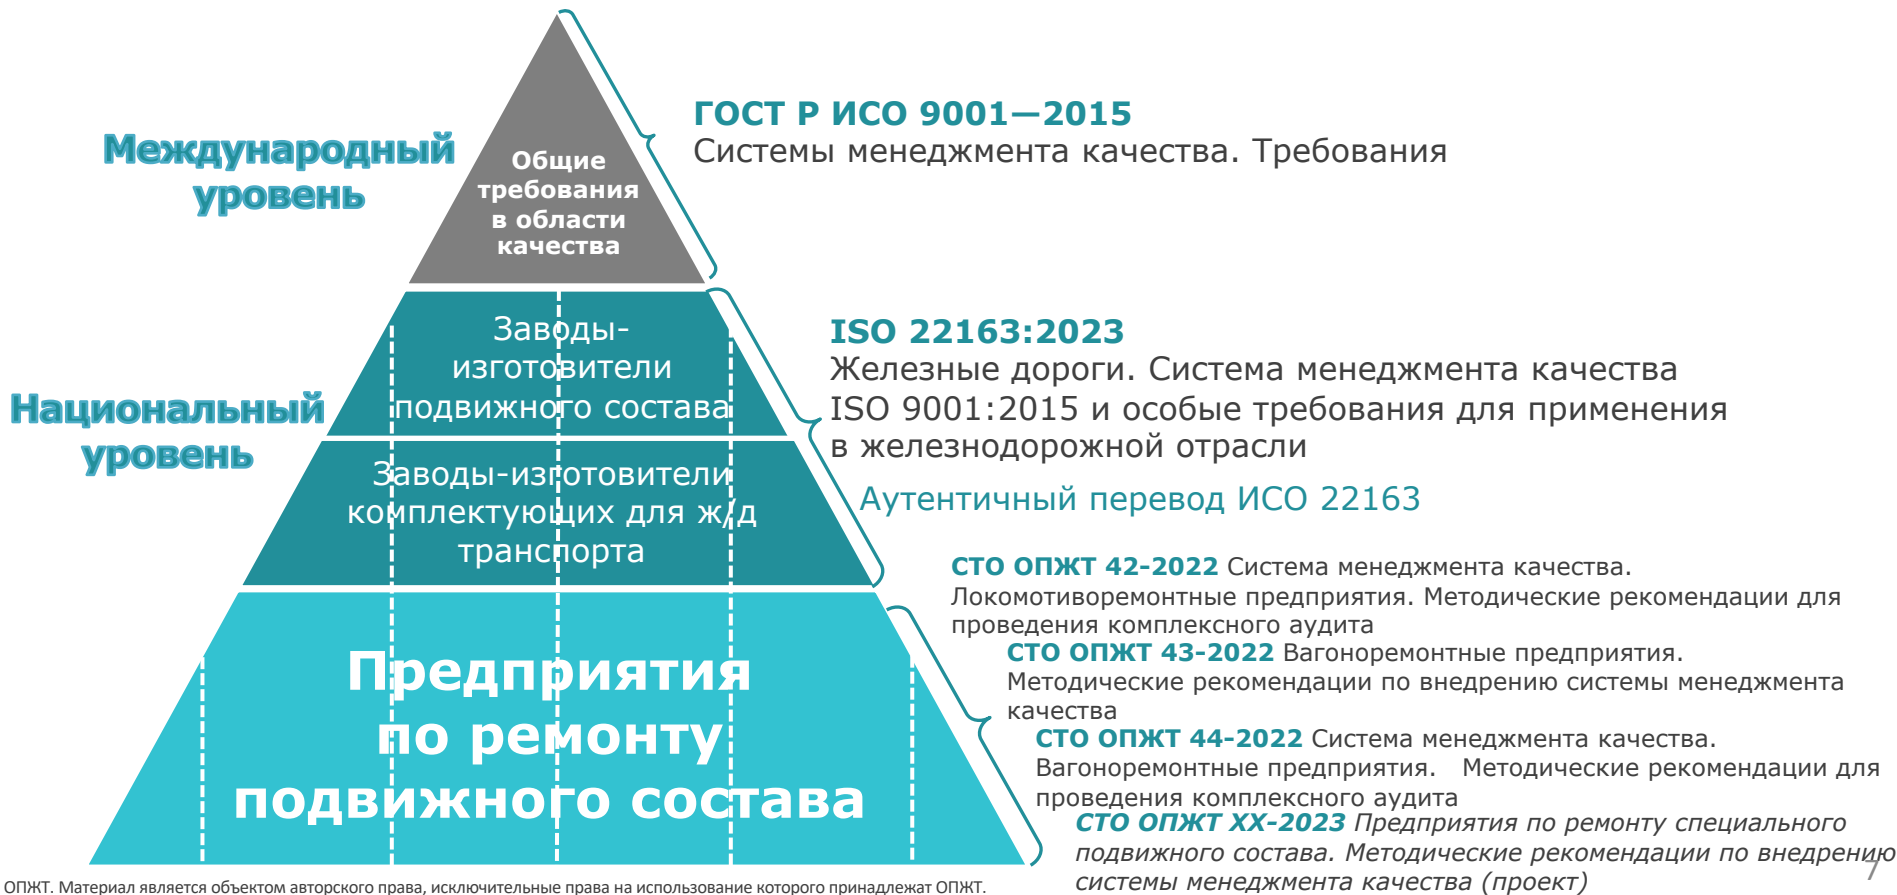 Международный
уровень
Общие
требования
в области
качества
ГОСТ Р ИСО 9001—2015
Системы менеджмента качества. Требования
Национальный
уровень
Заводы-
изготовители
подвижного состава
Заводы-изготовители
комплектующих для ж/д
транспорта
ISO 22163:2023
Железные дороги. Система менеджмента качества
ISO 9001:2015 и особые требования для применения
в железнодорожной отрасли
Аутентичный перевод ИСО 22163
Предприятия
по ремонту
подвижного состава
СТО ОПЖТ 42-2022 Система менеджмента качества.
Локомотиворемонтные предприятия. Методические рекомендации для
проведения комплексного аудита
СТО ОПЖТ 43-2022 Вагоноремонтные предприятия.
Методические рекомендации по внедрению системы менеджмента
качества
СТО ОПЖТ 44-2022 Система менеджмента качества.
Вагоноремонтные предприятия. Методические рекомендации для
проведения комплексного аудита
СТО ОПЖТ ХХ-2023 Предприятия по ремонту специального
подвижного состава. Методические рекомендации по внедрению
системы менеджмента качества (проект)
7
ОПЖТ. Материал является объектом авторского права, исключительные права на использование которого принадлежат ОПЖТ.